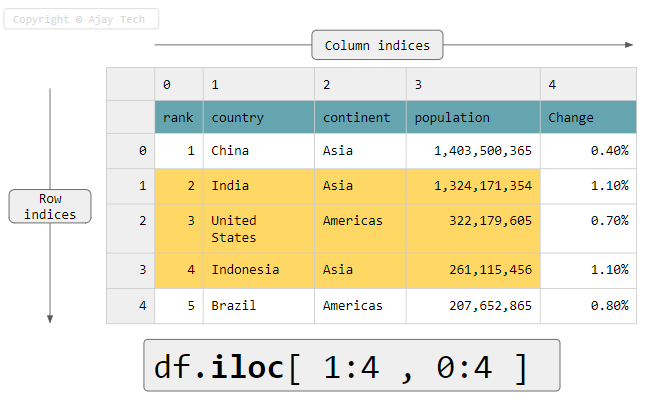 Copyright © Ajay Tech
Column indices
0 1 2 3 4
rank country continent population Change
0 1 China Asia 1,403,500,365 0.40%
1 2 India Asia 1,324,171,354 1.10%
Row
indices
2 3 United Americas 322,179,605 0.70%
States
3 4 Indonesia Asia 261,115,456 1.10%
4 5 Brazil Americas 207,652,865 0.80%
df.iloc[ 1:4 , 0:4 ]